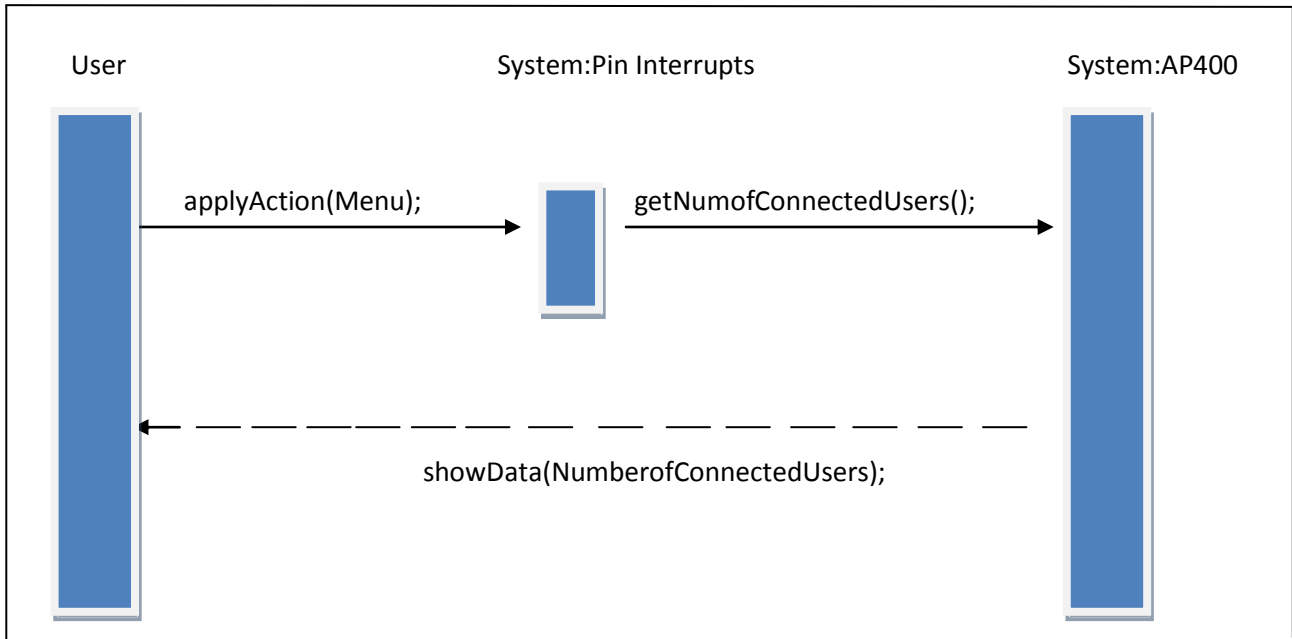 User
System:Pin Interrupts
System:AP400
applyAction(Menu);
getNumofConnectedUsers();
showData(NumberofConnectedUsers);